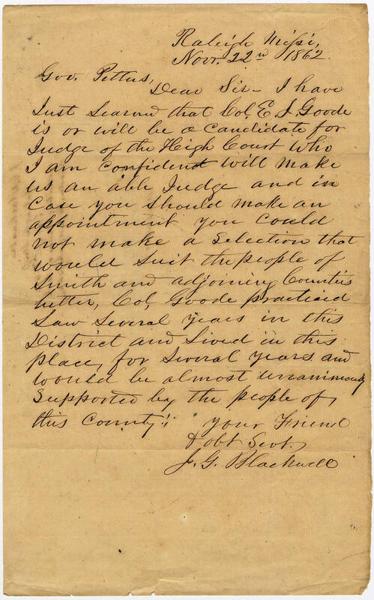 Raleigh Missi,
Novr. 22nd 1862
Gov. Pettus,
Dear Sir- I have
Just Learned that Col, E J. Goode
is or will be a Candidate for
Judge of the High Court Who
I am confident will make
us an able Judge and in
Case you Should make an
appointment you could
not make a Selection that
would suit the people of
Smith and adjoining Counties
better, Col, Goode practiced
Law Several years in this
District and Lived in this
place, for Several years and
would be almost unanimously
Supported by the people of
this County;
Your Friend
& obt Servt,
J. G. Blackwell